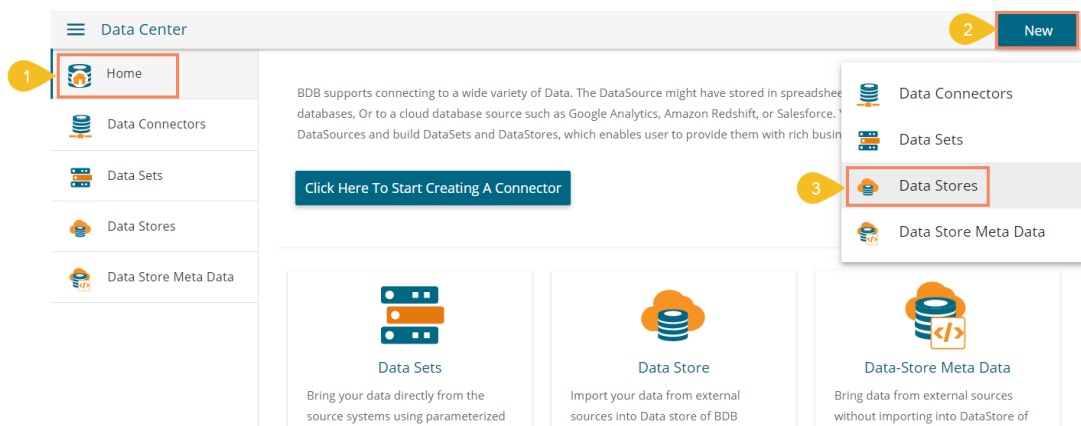 Data Center
2
New
1
Home
Data Connectors
Data Sets
Data Stores
Data Store Meta Data
BDB supports connecting to a wide variety of Data. The DataSource might have stored in
databases, Or to a cloud database source such as Google Analytics, Amazon Redshift, or Salesforce.
DataSources and build DataSets and DataStores, which enables user to provide them with rich
Click Here To Start Creating A Connector
Data Connectors
Data Sets
3
Data Stores
Data Store Meta Data
Data Sets
Bring your data directly from the
source systems using parameterized
Data Store
Import your data from external
sources into Data store of BDB
Data-Store Meta Data
Bring data from external sources
without importing into DataStore of